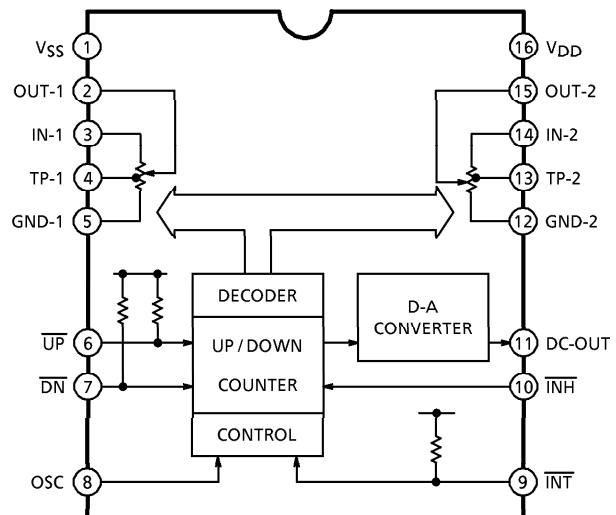 VSS 1 16 VDD
OUT-1 2 15 OUT-2
IN-1 3 14 IN-2
TP-1 4 13 TP-2
GND-1 5 12 GND-2
DECODER
D-A
CONVERTER
UP 6 UP / DOWN 11 DC-OUT
DN 7 COUNTER 10 INH
CONTROL
OSC 8 9 INT